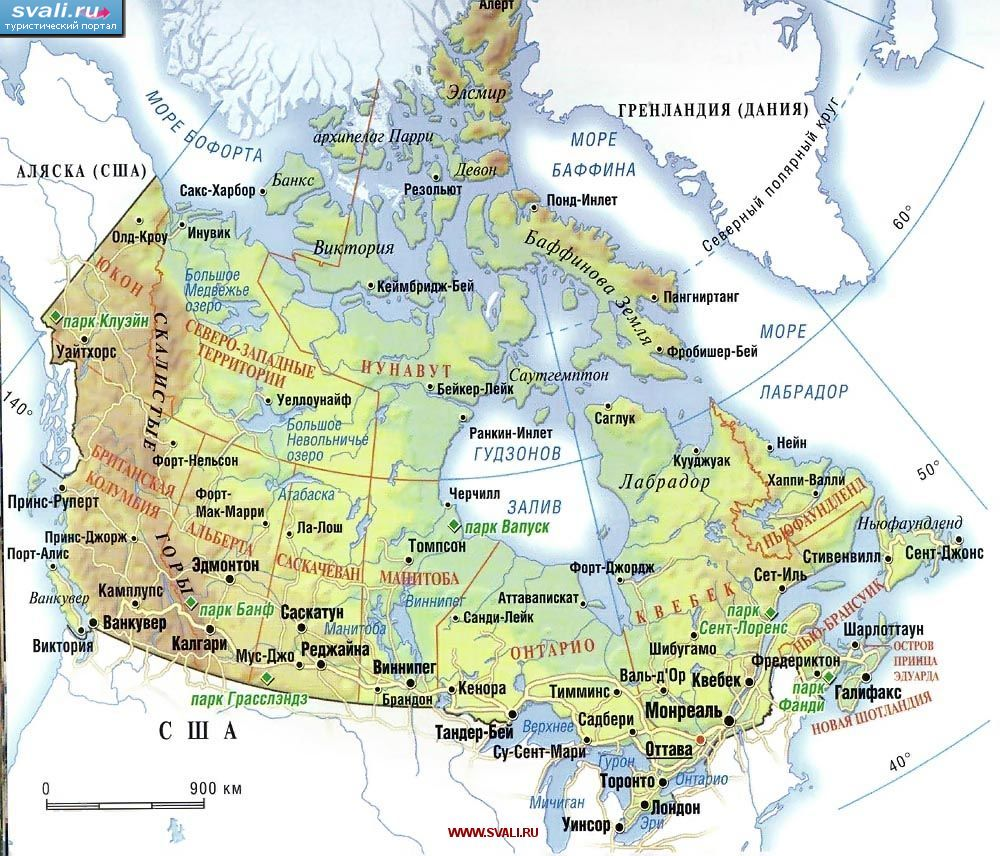 svali.ru
туристический портал
Алерт
Элсмир
ГРЕНЛАНДИЯ (ДАНИЯ)
МОРЕ БОФОРТА
архипелаг Парри
МОРЕ
БАФФИНА
Северный полярный круг
АЛЯСКА (США)
Сакс-Харбор
Банкс
Резольют
Девон
Понд-Инлет
60°
Олд-Кроу
Инувик
Виктория
Баффинова Земля
ЮКОН
Большое
Медвежье
озеро
Кеймбридж-Бей
Пангниртанг
парк Клуэйн
СКАЛИСТЫЕ
СЕВЕРО-ЗАПАДНЫЕ
ТЕРРИТОРИИ
МОРЕ
Уайтхорс
НУНАВУТ
Фробишер-Бей
Саутгемптон
Бейкер-Лейк
140°
Уеллоунайф
ЛАБРАДОР
Саглук
Большое
Невольничье
озеро
Ранкин-Инлет
ГУДЗОНОВ
Нейн
Форт-Нельсон
Кууджуак
50°
БРИТАНСКАЯ
КОЛУМБИЯ
Лабрадор
Хаппи-Валли
Принс-Руперт
Форт-
Мак-Марри
Атабаска
Черчилл
ЗАЛИВ
НЬЮФАУНДЛЕНД
парк Вапуск
Ла-Лош
Ньюфаундленд
Принс-Джорж
АЛЬБЕРТА
ГОРЫ
Томпсон
Порт-Алис
Стивенвилл
Сент-Джонс
Эдмонтон
САСКАЧЕВАН
МАНИТОБА
Форт-Джордж
Сет-Иль
Камплупс
Ванкувер
парк Банф
Виннипег
Аттавапискат
КВЕБЕК
НЬЮ-БРАНСУИК
Саскатун
Санди-Лейк
парк
Сент-Лоренс
Ванкувер
Манитоба
Шарлоттаун
Виктория
Калгари
Реджайна
ОНТАРИО
Шибугамо
ОСТРОВ
ПРИНЦА
ЭДУАРДА
Мус-Джо
Фредериктон
Виннипег
Валь-д'Ор
Квебек
парк
Фанди
Галифакс
парк Грасслэндз
Брандон
Кенора
Тимминс
НОВАЯ ШОТЛАНДИЯ
Монреаль
США
Тандер-Бей
Верхнее
Садбери
Су-Сент-Мари
Оттава
40°
Гурон
Торонто
Онтарио
0
900 км
Мичиган
Лондон
Уинсор
Эри
WWW.SVALI.RU